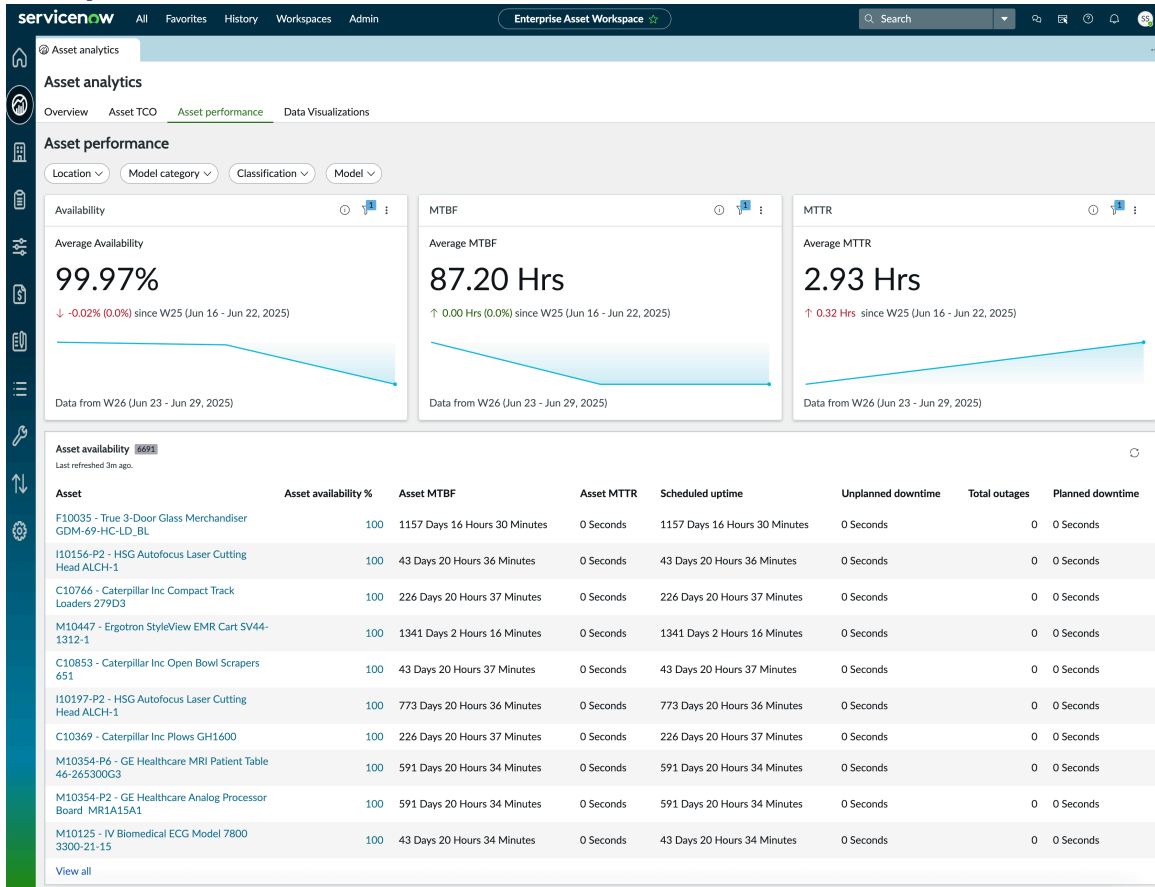 servicenow All Favorites History Workspaces Admin Enterprise Asset Workspace Search SS
Asset analytics
Asset analytics
Overview Asset TCO Asset performance Data Visualizations
Asset performance
Location Model category Classification Model
Availability 1 MTBF 1 MTTR 1
Average Availability Average MTBF Average MTTR
99.97% 87.20 Hrs 2.93 Hrs
↓ -0.02% (0.0%) since W25 (Jun 16 - Jun 22, 2025) ↑ 0.00 Hrs (0.0%) since W25 (Jun 16 - Jun 22, 2025) ↑ 0.32 Hrs since W25 (Jun 16 - Jun 22, 2025)
Data from W26 (Jun 23 - Jun 29, 2025) Data from W26 (Jun 23 - Jun 29, 2025) Data from W26 (Jun 23 - Jun 29, 2025)
Asset availability 6691
Last refreshed 3m ago.
Asset Asset availability % Asset MTBF Asset MTTR Scheduled uptime Unplanned downtime Total outages Planned downtime
F10035 - True 3-Door Glass Merchandiser
GDM-69-HC-LD_BL 100 1157 Days 16 Hours 30 Minutes 0 Seconds 1157 Days 16 Hours 30 Minutes 0 Seconds 0 0 Seconds
I10156-P2 - HSG Autofocus Laser Cutting
Head ALCH-1 100 43 Days 20 Hours 36 Minutes 0 Seconds 43 Days 20 Hours 36 Minutes 0 Seconds 0 0 Seconds
C10766 - Caterpillar Inc Compact Track
Loaders 279D3 100 226 Days 20 Hours 37 Minutes 0 Seconds 226 Days 20 Hours 37 Minutes 0 Seconds 0 0 Seconds
M10447 - Ergotron StyleView EMR Cart SV44-
1312-1 100 1341 Days 2 Hours 16 Minutes 0 Seconds 1341 Days 2 Hours 16 Minutes 0 Seconds 0 0 Seconds
C10853 - Caterpillar Inc Open Bowl Scrapers
651 100 43 Days 20 Hours 37 Minutes 0 Seconds 43 Days 20 Hours 37 Minutes 0 Seconds 0 0 Seconds
I10197-P2 - HSG Autofocus Laser Cutting
Head ALCH-1 100 773 Days 20 Hours 36 Minutes 0 Seconds 773 Days 20 Hours 36 Minutes 0 Seconds 0 0 Seconds
C10369 - Caterpillar Inc Plows GH1600 100 226 Days 20 Hours 37 Minutes 0 Seconds 226 Days 20 Hours 37 Minutes 0 Seconds 0 0 Seconds
M10354-P6 - GE Healthcare MRI Patient Table
46-265300G3 100 591 Days 20 Hours 34 Minutes 0 Seconds 591 Days 20 Hours 34 Minutes 0 Seconds 0 0 Seconds
M10354-P2 - GE Healthcare Analog Processor
Board MR1A15A1 100 591 Days 20 Hours 34 Minutes 0 Seconds 591 Days 20 Hours 34 Minutes 0 Seconds 0 0 Seconds
M10125 - IV Biomedical ECG Model 7800
3300-21-15 100 43 Days 20 Hours 34 Minutes 0 Seconds 43 Days 20 Hours 34 Minutes 0 Seconds 0 0 Seconds
View all